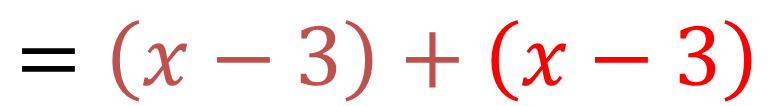 = (x − 3) + (x − 3)